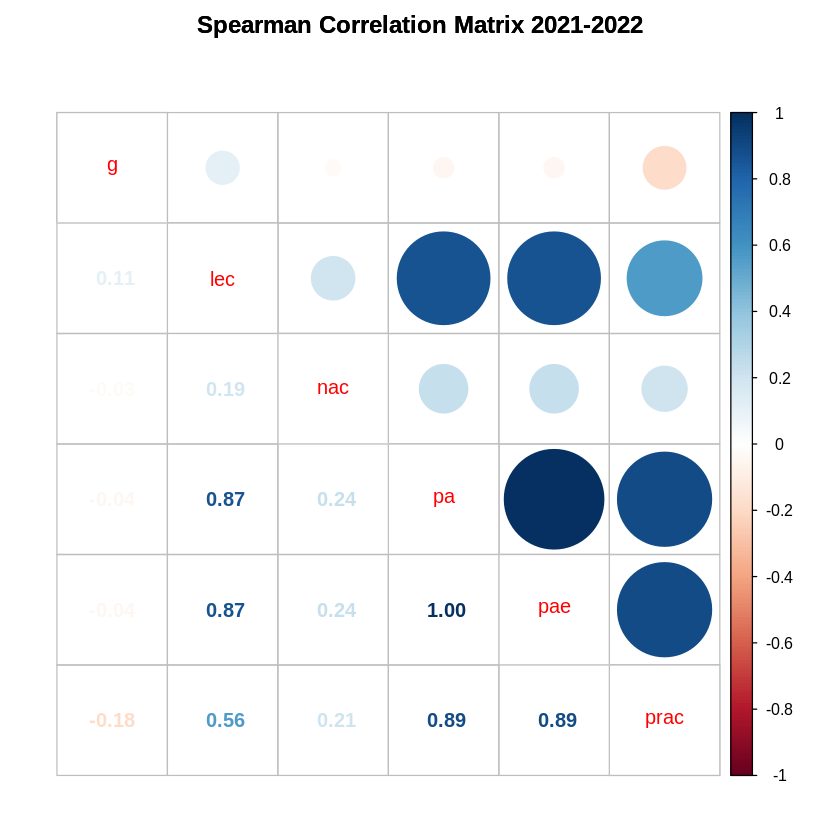 Spearman Correlation Matrix 2021-2022
g
0.11 lec
-0.03 0.19 nac
-0.04 0.87 0.24 pa
-0.04 0.87 0.24 1.00 pae
-0.18 0.56 0.21 0.89 0.89 prac
1
0.8
0.6
0.4
0.2
0
-0.2
-0.4
-0.6
-0.8
-1